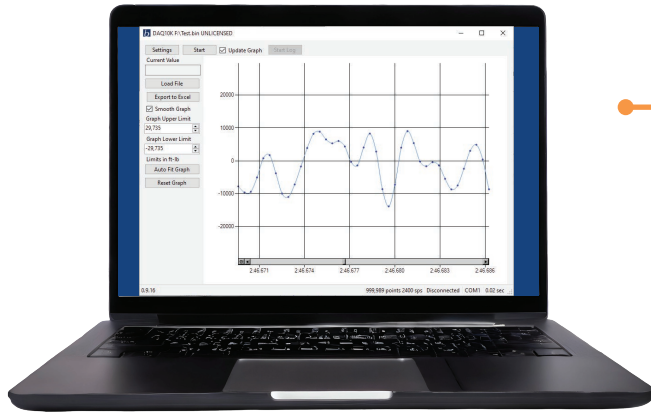 DAQ10K F:\Test.bin UNLICENSED
Settings Start Update Graph Start Log
Current Value
Load File
Export to Excel
Smooth Graph
Graph Upper Limit
29,735
Graph Lower Limit
-29,735
Limits in ft-lb
Auto Fit Graph
Reset Graph
20000
10000
0
-10000
-20000
2:46.671 2:46.674 2:46.677 2:46.680 2:46.683 2:46.686
0.9.16 999,989 points 2400 sps Disconnected COM1 0.02 sec